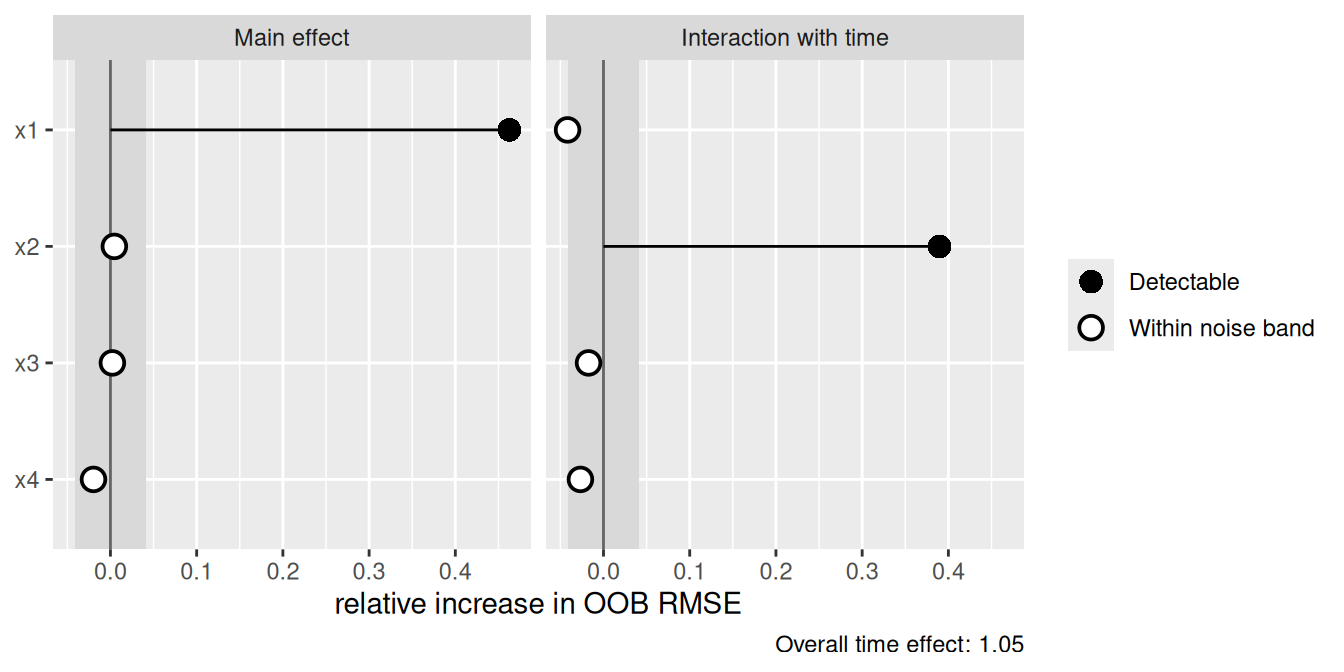 Main effect
Interaction with time
x1
x2
x3
x4
Detectable
Within noise band
0.0 0.1 0.2 0.3 0.4
0.0 0.1 0.2 0.3 0.4
relative increase in OOB RMSE
Overall time effect: 1.05